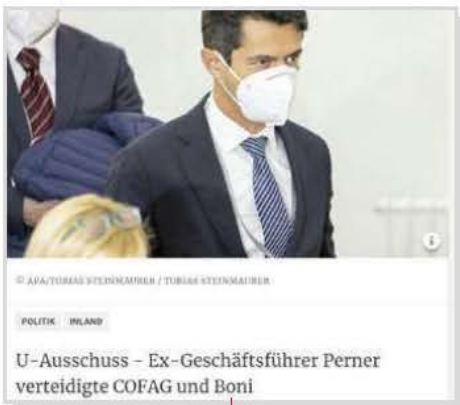 © APA/TOBIAS STEINMAURER / TOBIAS STEINMAURER
POLITIK INLAND
U-Ausschuss – Ex-Geschäftsführer Perner
verteidigte COFAG und Boni